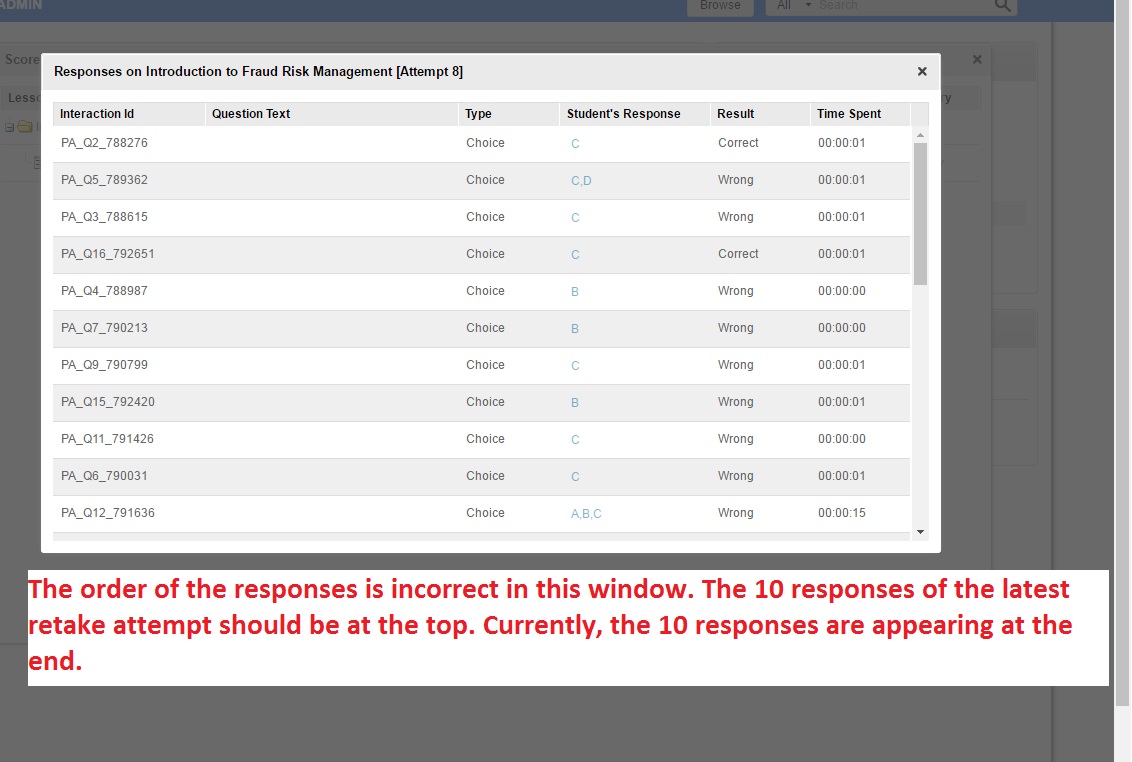 ADMIN
Browse
All Search
Score
Responses on Introduction to Fraud Risk Management [Attempt 8]
Interaction Id Question Text Type Student's Response Result Time Spent
PA_Q2_788276 Choice C Correct 00:00:01
PA_Q5_789362 Choice C,D Wrong 00:00:01
PA_Q3_788615 Choice C Wrong 00:00:01
PA_Q16_792651 Choice C Correct 00:00:01
PA_Q4_788987 Choice B Wrong 00:00:00
PA_Q7_790213 Choice B Wrong 00:00:00
PA_Q9_790799 Choice C Wrong 00:00:01
PA_Q15_792420 Choice B Wrong 00:00:01
PA_Q11_791426 Choice C Wrong 00:00:00
PA_Q6_790031 Choice C Wrong 00:00:01
PA_Q12_791636 Choice A,B,C Wrong 00:00:15
The order of the responses is incorrect in this window. The 10 responses of the latest
retake attempt should be at the top. Currently, the 10 responses are appearing at the
end.